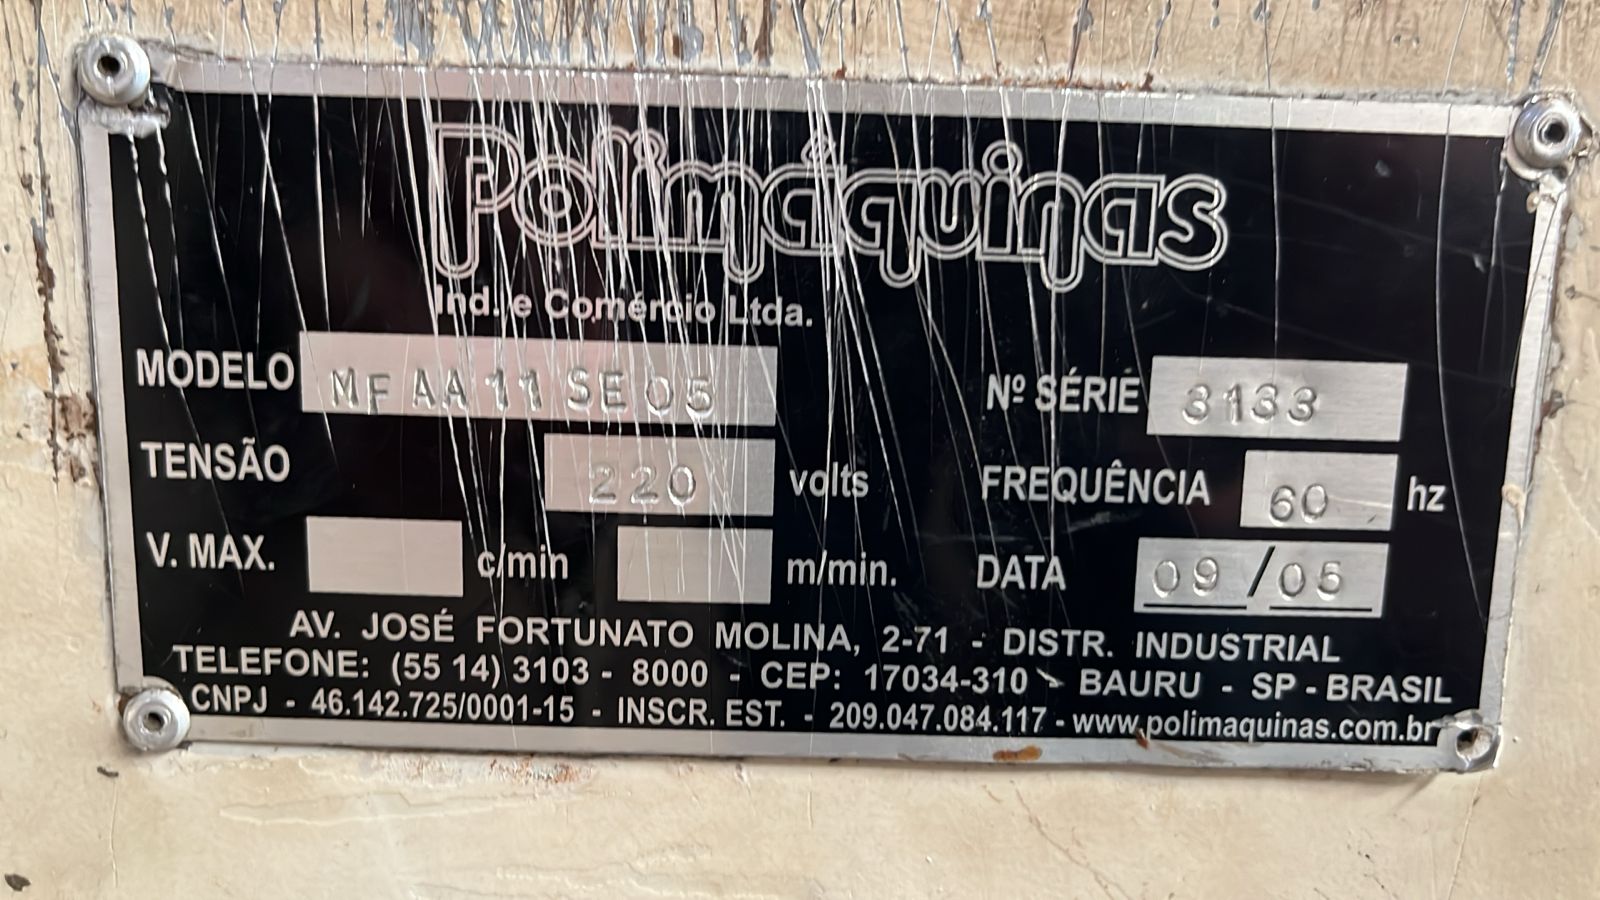 Polimáquinas
Ind. e Comércio Ltda.
MODELO MF AA 11 SE 05 Nº SÉRIE 3133
TENSÃO 220 volts FREQUÊNCIA 60 hz
V. MAX. c/min m/min. DATA 09/05
AV. JOSÉ FORTUNATO MOLINA, 2-71 - DISTR. INDUSTRIAL
TELEFONE: (55 14) 3103 - 8000 - CEP: 17034-310 - BAURU - SP - BRASIL
CNPJ - 46.142.725/0001-15 - INSCR. EST. - 209.047.084.117 - www.polimaquinas.com.br